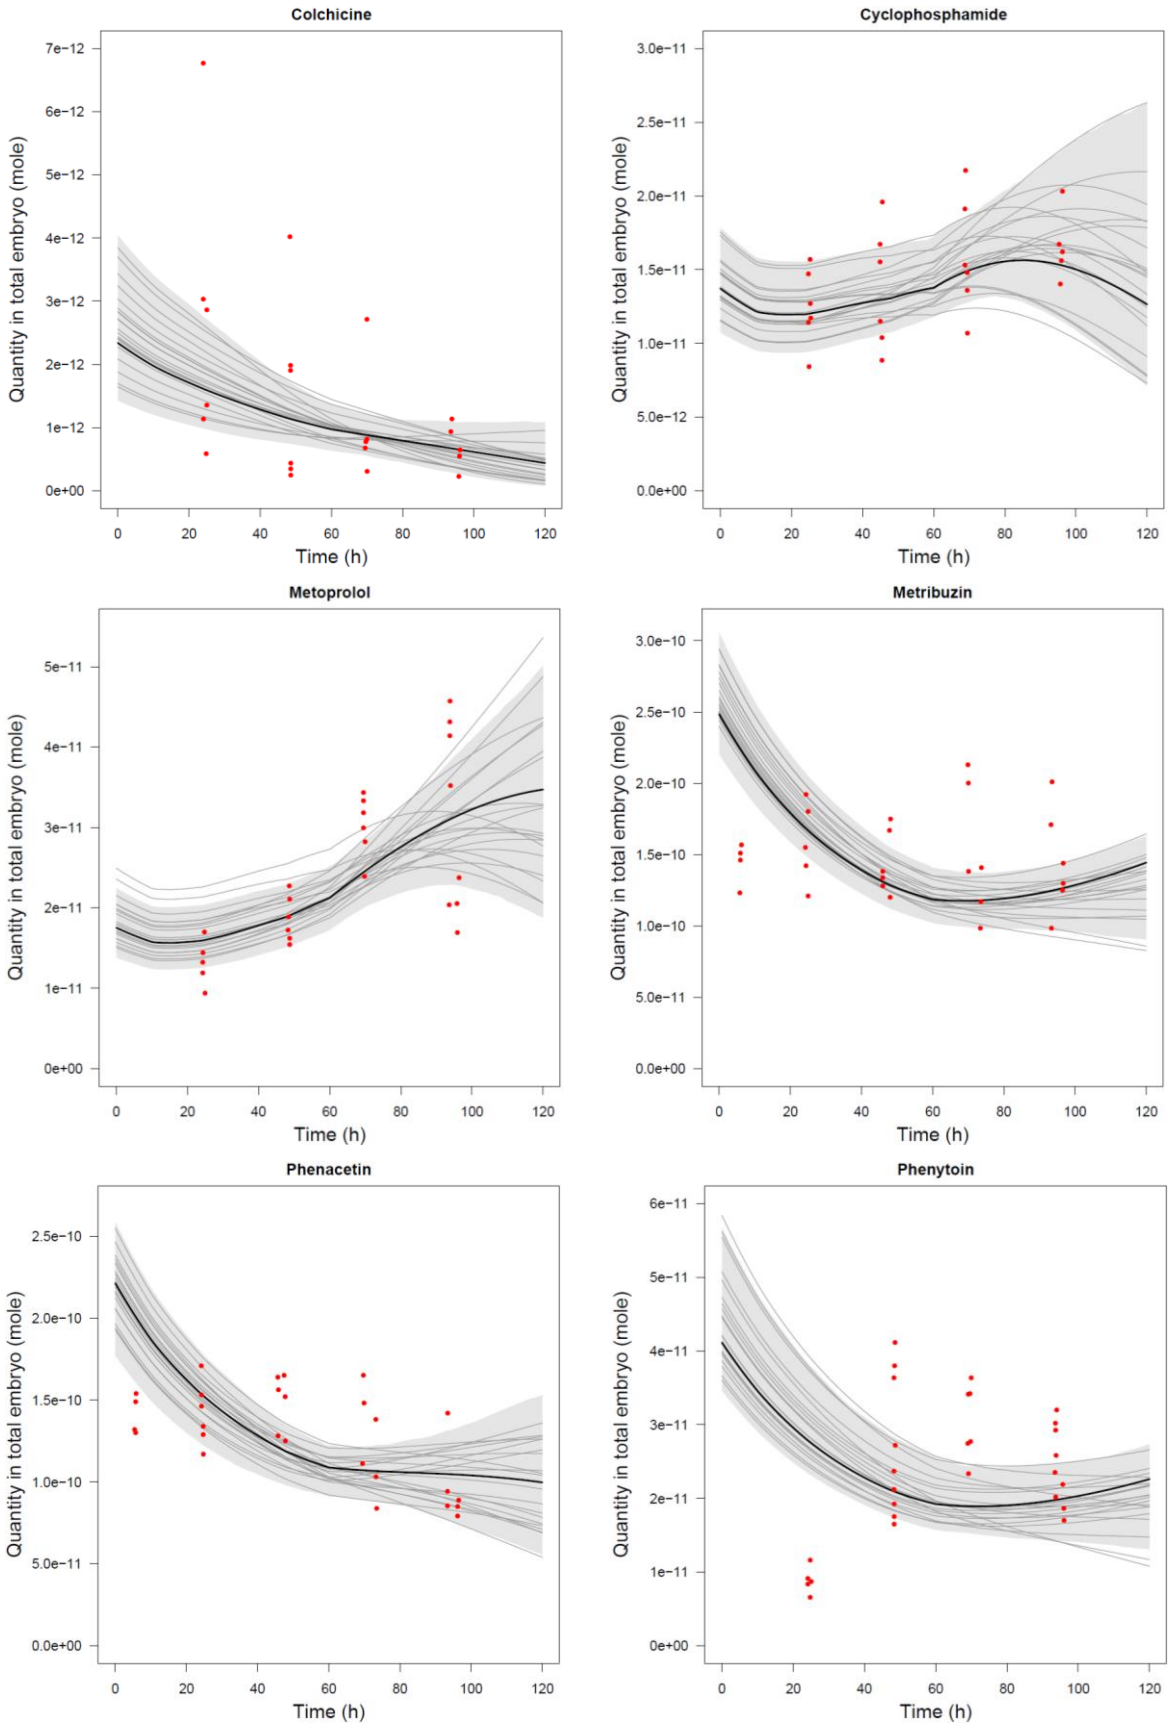 Colchicine
Quantity in total embryo (mole)
7e−12
6e−12
5e−12
4e−12
3e−12
2e−12
1e−12
0e+00
0 20 40 60 80 100 120
Time (h)
Cyclophosphamide
Quantity in total embryo (mole)
3.0e−11
2.5e−11
2.0e−11
1.5e−11
1.0e−11
5.0e−12
0.0e+00
0 20 40 60 80 100 120
Time (h)
Metoprolol
Quantity in total embryo (mole)
5e−11
4e−11
3e−11
2e−11
1e−11
0e+00
0 20 40 60 80 100 120
Time (h)
Metribuzin
Quantity in total embryo (mole)
3.0e−10
2.5e−10
2.0e−10
1.5e−10
1.0e−10
5.0e−11
0.0e+00
0 20 40 60 80 100 120
Time (h)
Phenacetin
Quantity in total embryo (mole)
2.5e−10
2.0e−10
1.5e−10
1.0e−10
5.0e−11
0.0e+00
0 20 40 60 80 100 120
Time (h)
Phenytoin
Quantity in total embryo (mole)
6e−11
5e−11
4e−11
3e−11
2e−11
1e−11
0e+00
0 20 40 60 80 100 120
Time (h)